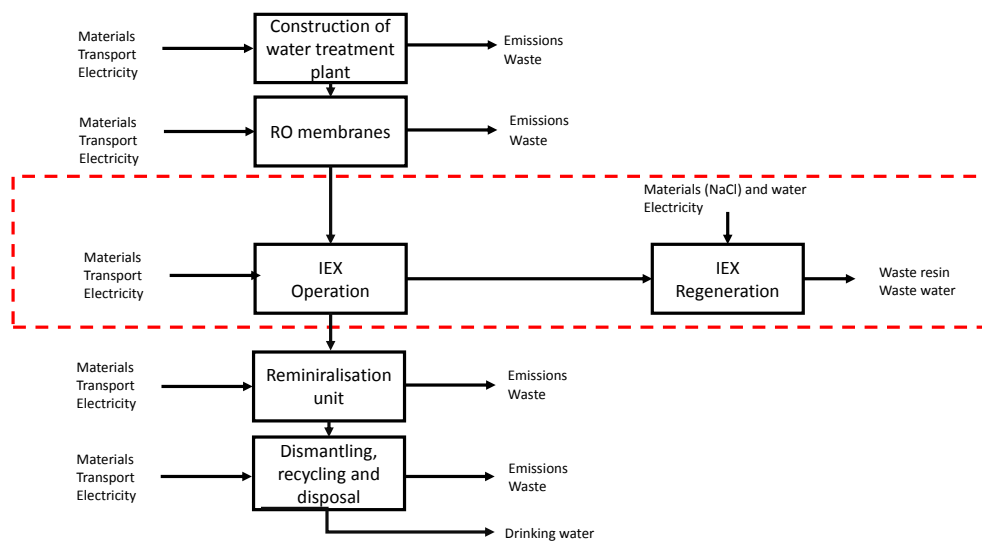 Materials
Transport
Electricity
Construction of
water treatment
plant
Emissions
Waste
Materials
Transport
Electricity
RO membranes
Emissions
Waste
Materials (NaCl) and water
Electricity
Materials
Transport
Electricity
IEX
Operation
IEX
Regeneration
Waste resin
Waste water
Materials
Transport
Electricity
Reminiralisation
unit
Emissions
Waste
Materials
Transport
Electricity
Dismantling,
recycling and
disposal
Emissions
Waste
Drinking water